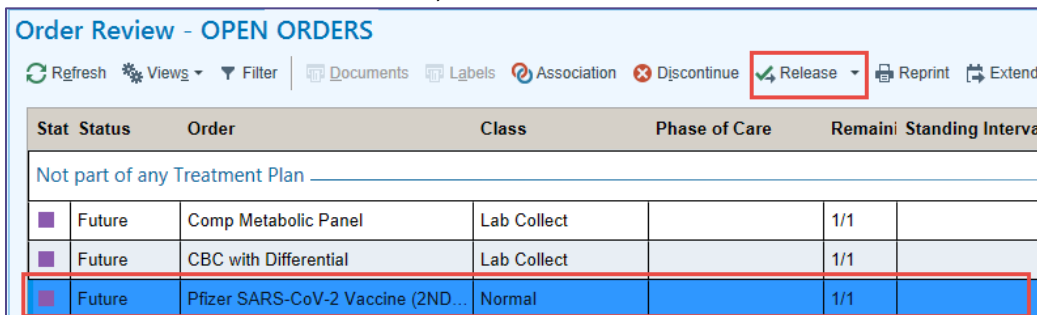 Order Review - OPEN ORDERS
Refresh Views Filter Documents Labels Association Discontinue Release Reprint Extend
Stat Status Order Class Phase of Care Remaini Standing Interva
Not part of any Treatment Plan
Future Comp Metabolic Panel Lab Collect 1/1
Future CBC with Differential Lab Collect 1/1
Future Pfizer SARS-CoV-2 Vaccine (2ND... Normal 1/1